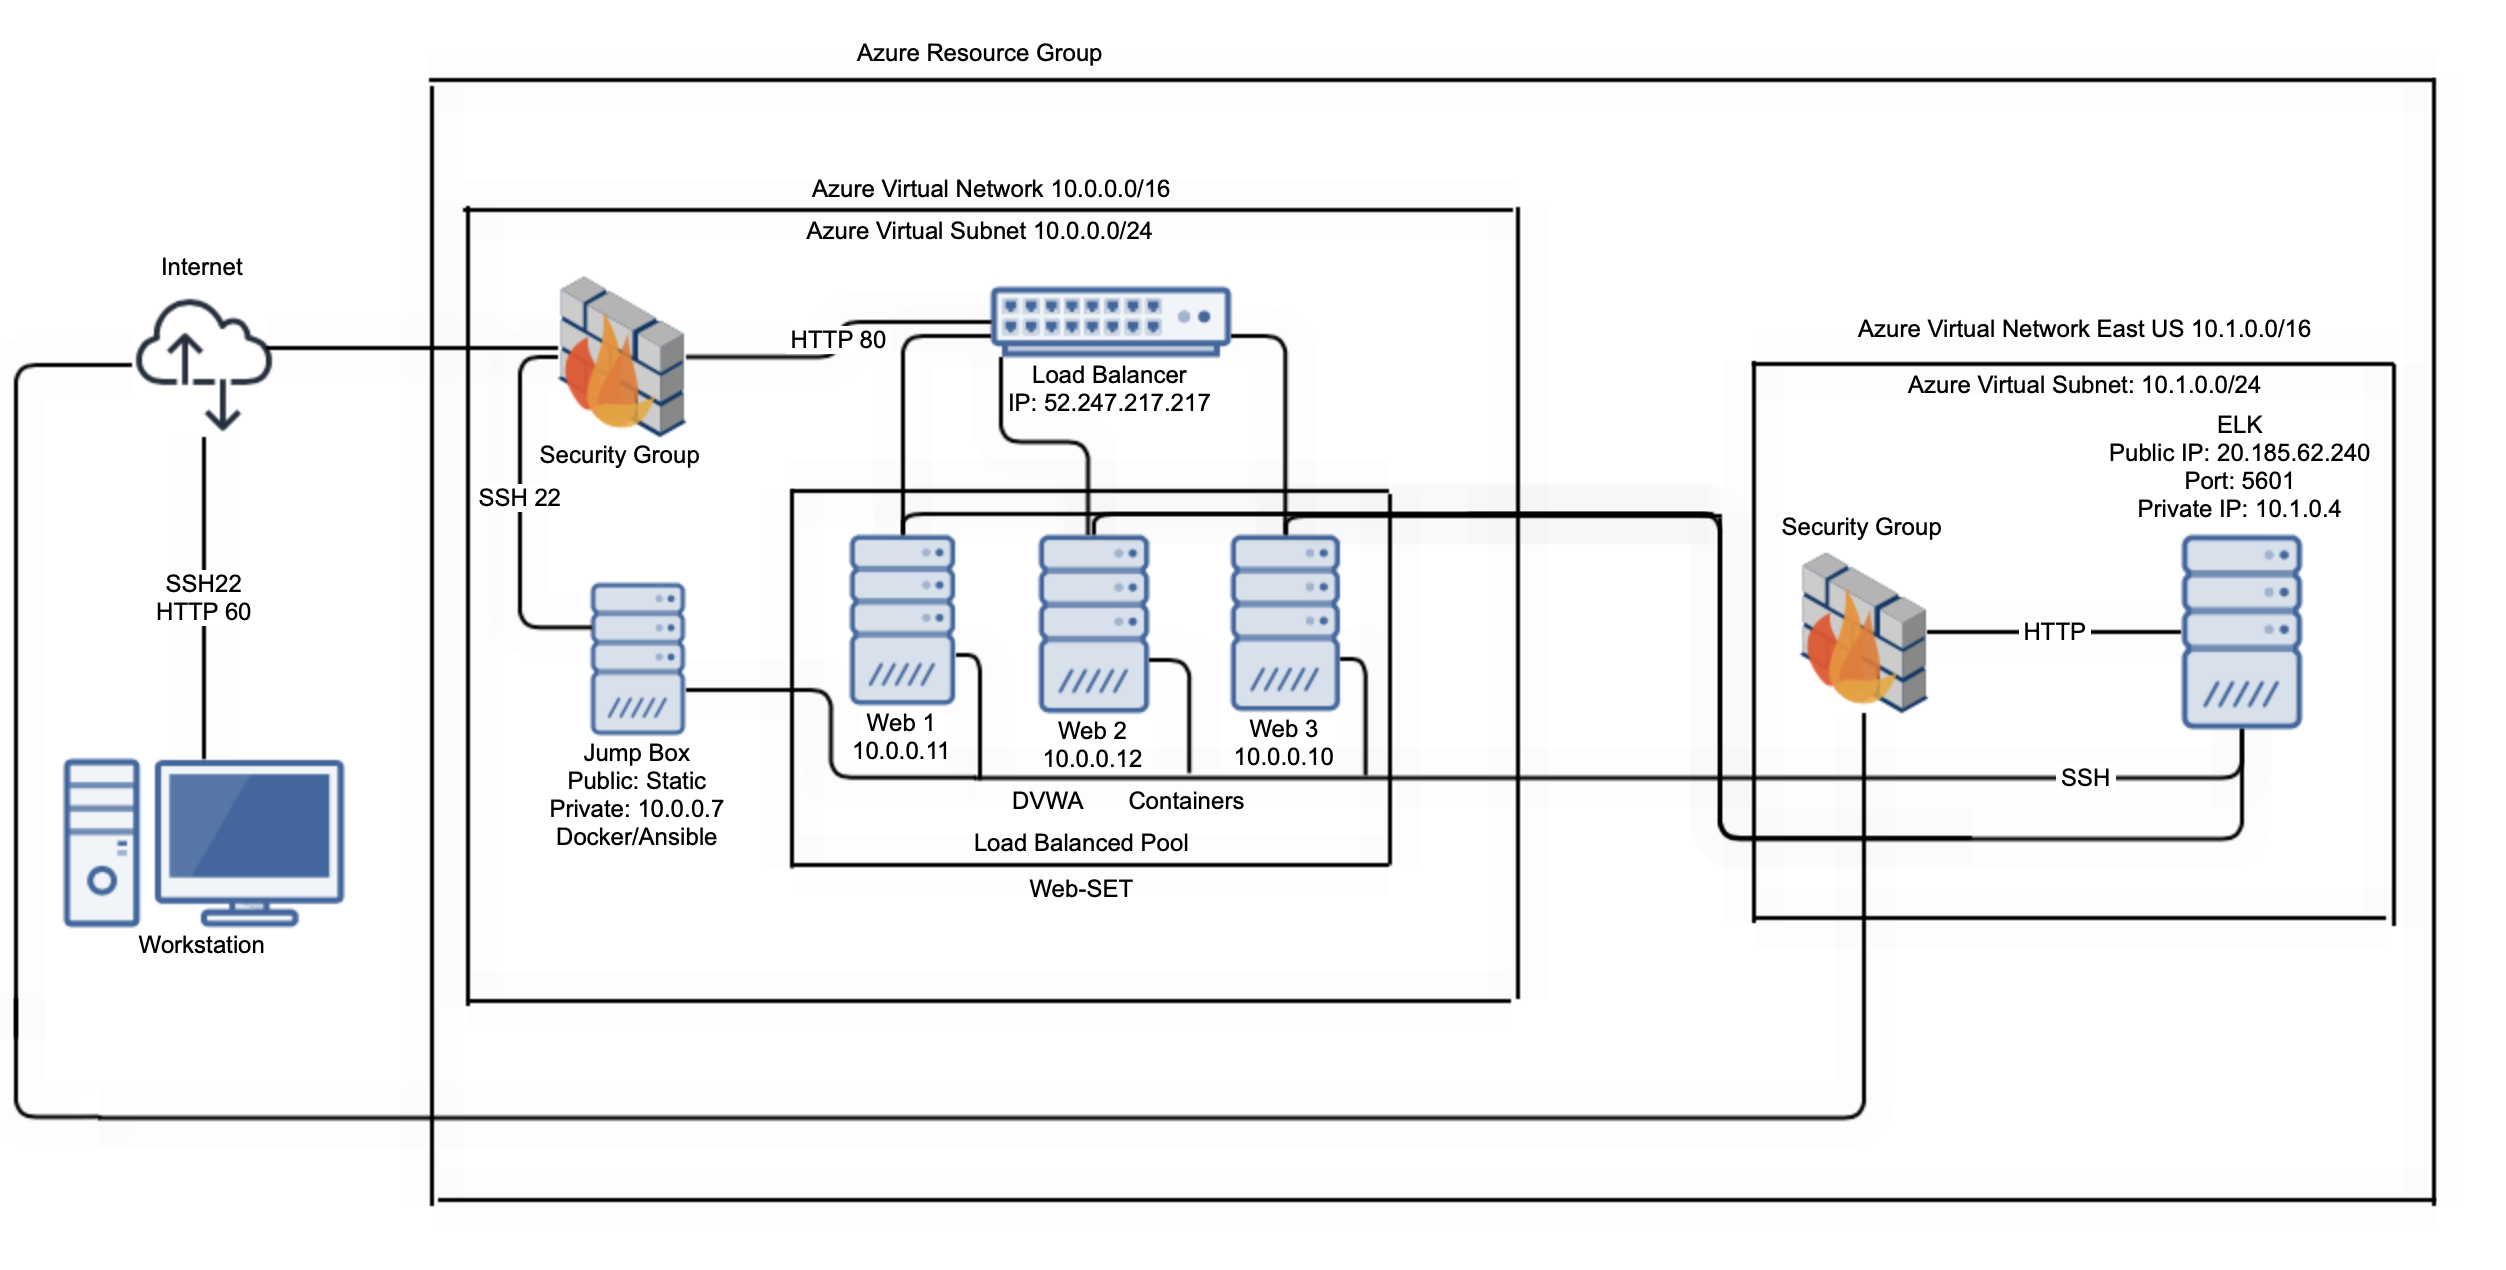 Azure Resource Group
Azure Virtual Network 10.0.0.0/16
Azure Virtual Subnet 10.0.0.0/24
Internet
HTTP 80
Load Balancer
IP: 52.247.217.217
Security Group
SSH 22
SSH22
HTTP 60
Workstation
Jump Box
Public: Static
Private: 10.0.0.7
Docker/Ansible
Web 1
10.0.0.11
Web 2
10.0.0.12
Web 3
10.0.0.10
DVWA Containers
Load Balanced Pool
Web-SET
Azure Virtual Network East US 10.1.0.0/16
Azure Virtual Subnet: 10.1.0.0/24
ELK
Public IP: 20.185.62.240
Port: 5601
Private IP: 10.1.0.4
Security Group
HTTP
SSH